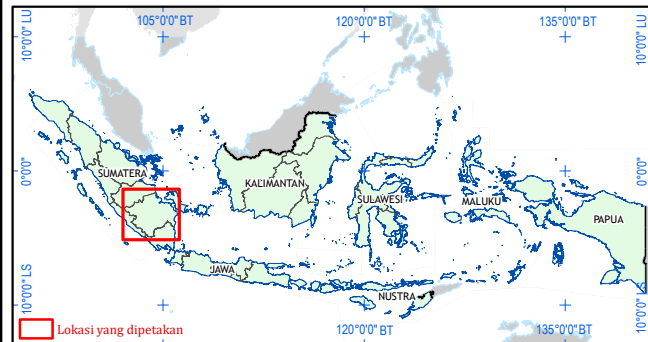 105°0'0" BT
120°0'0" BT
135°0'0" BT
10°0'0" LU
10°0'0" LU
SUMATERA
KALIMANTAN
SULAWESI
MALUKU
PAPUA
0°0'0"
0°0'0"
JAWA
NUSTRA
10°0'0" LS
10°0'0" LS
Lokasi yang dipetakan
120°0'0" BT
135°0'0" BT